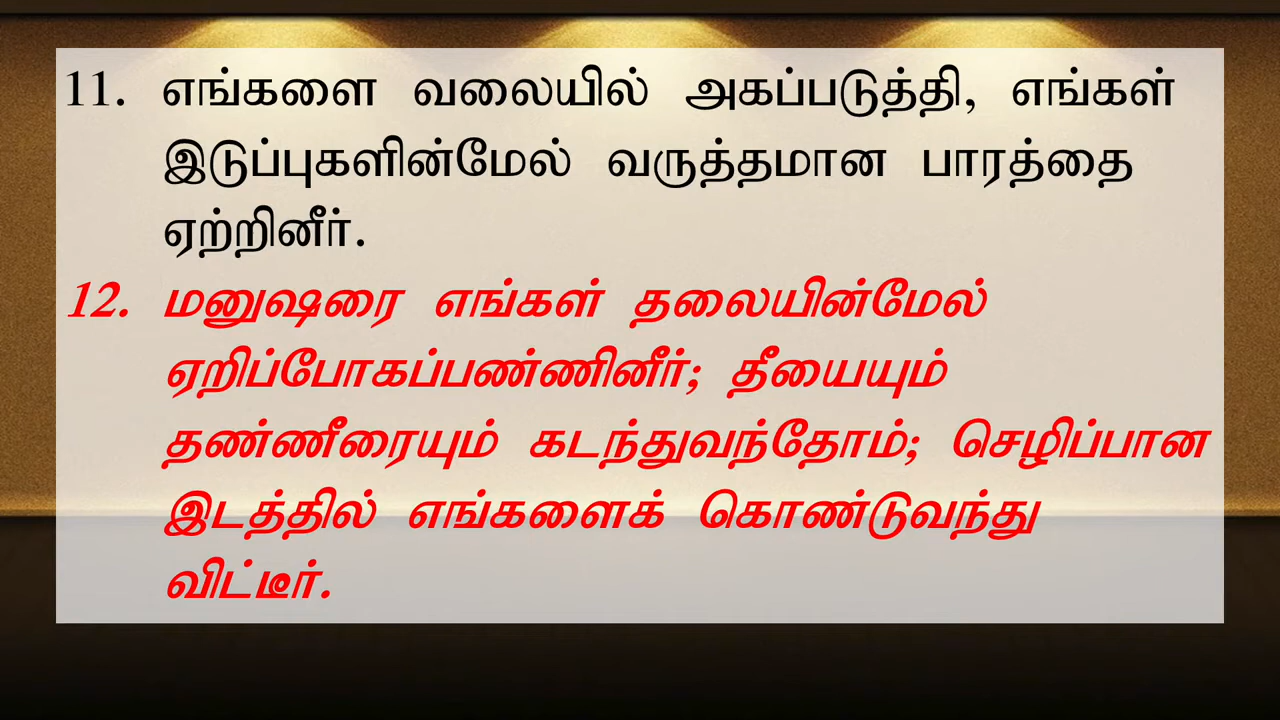 11. எங்களை வலையில் அகப்படுத்தி, எங்கள்
இடுப்புகளின்மேல் வருத்தமான பாரத்தை
ஏற்றினீர்.
12. மனுஷரை எங்கள் தலையின்மேல்
ஏறிப்போகப்பண்ணினீர்; தீயையும்
தண்ணீரையும் கடந்துவந்தோம்; செழிப்பான
இடத்தில் எங்களைக் கொண்டுவந்து
விட்டீர்.